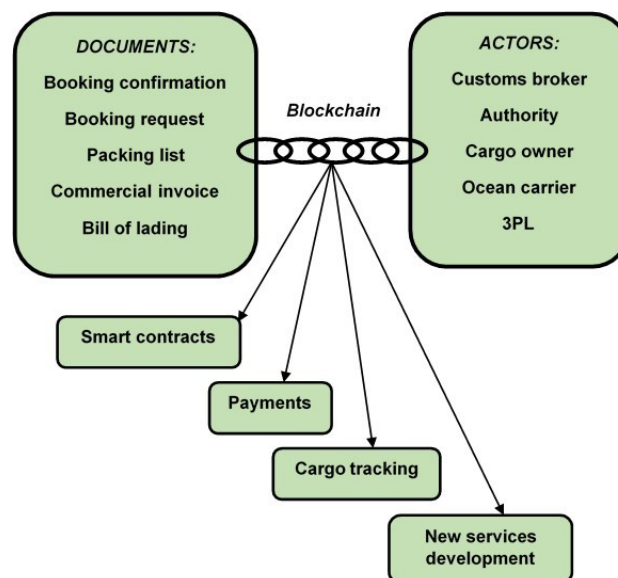 DOCUMENTS:
Booking confirmation
Booking request
Packing list
Commercial invoice
Bill of lading
Blockchain
ACTORS:
Customs broker
Authority
Cargo owner
Ocean carrier
3PL
Smart contracts
Payments
Cargo tracking
New services
development